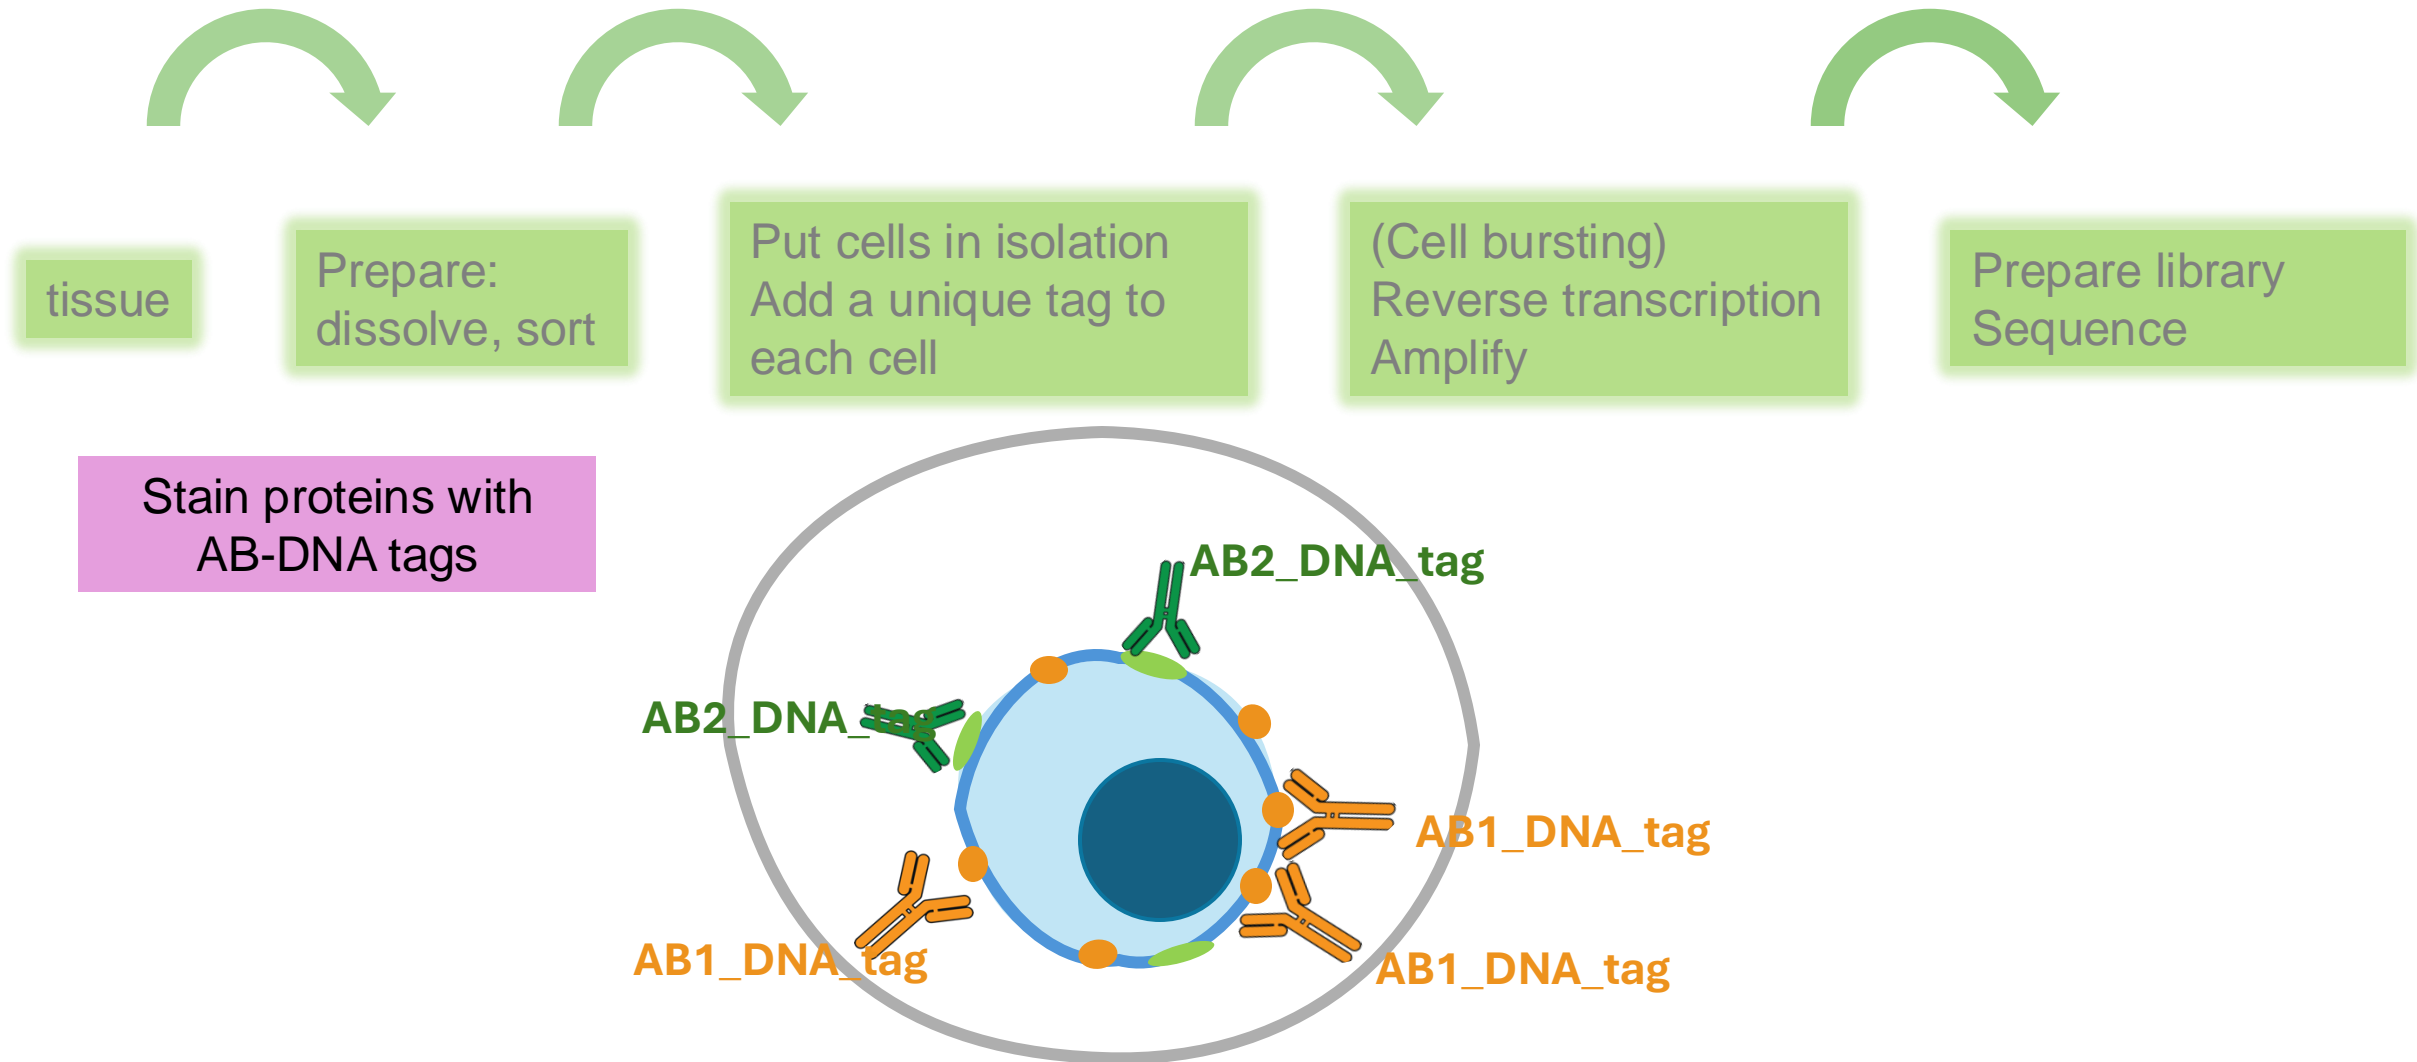 tissue
Prepare:
dissolve, sort
Put cells in isolation
Add a unique tag to
each cell
(Cell bursting)
Reverse transcription
Amplify
Prepare library
Sequence
Stain proteins with
AB-DNA tags
AB2_DNA_tag
AB2_DNA_tag
AB1_DNA_tag
AB1_DNA_tag
AB1_DNA_tag